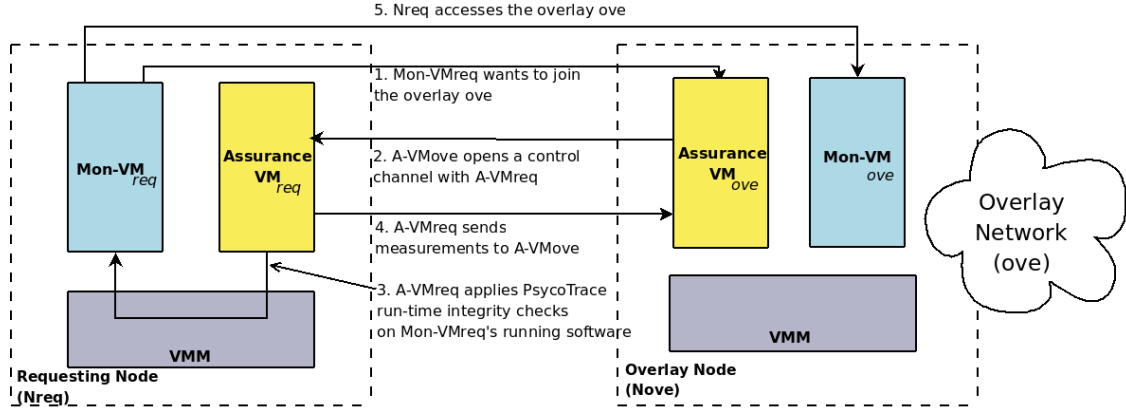 5. Nreq accesses the overlay ove
1. Mon-VMreq wants to join
the overlay ove
Mon-VM
req
Assurance
VM
req
2. A-VMove opens a control
channel with A-VMreq
4. A-VMreq sends
measurements to A-VMove
3. A-VMreq applies PsycoTrace
run-time integrity checks
on Mon-VMreq's running software
VMM
Requesting Node
(Nreq)
Assurance
VM
ove
Mon-VM
ove
VMM
Overlay Node
(Nove)
Overlay
Network
(ove)